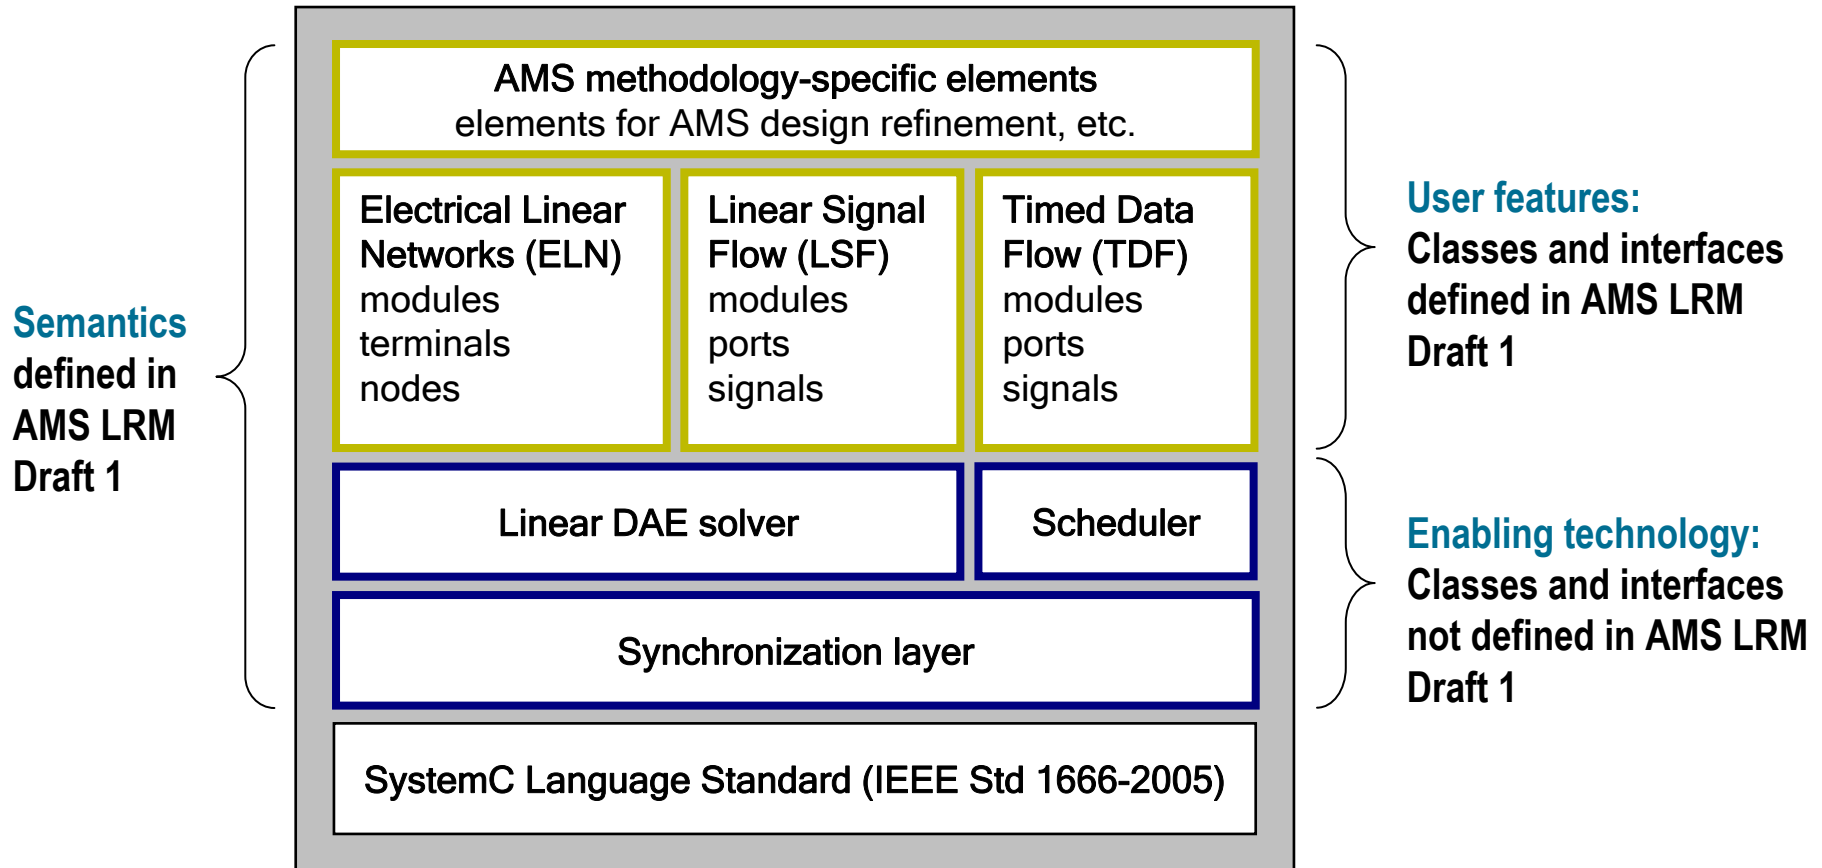 AMS methodology-specific elements
elements for AMS design refinement, etc.
Electrical Linear
Networks (ELN)
modules
terminals
nodes
Linear Signal
Flow (LSF)
modules
ports
signals
Timed Data
Flow (TDF)
modules
ports
signals
Linear DAE solver
Scheduler
Synchronization layer
SystemC Language Standard (IEEE Std 1666-2005)
Semantics
defined in
AMS LRM
Draft 1
User features:
Classes and interfaces
defined in AMS LRM
Draft 1
Enabling technology:
Classes and interfaces
not defined in AMS LRM
Draft 1